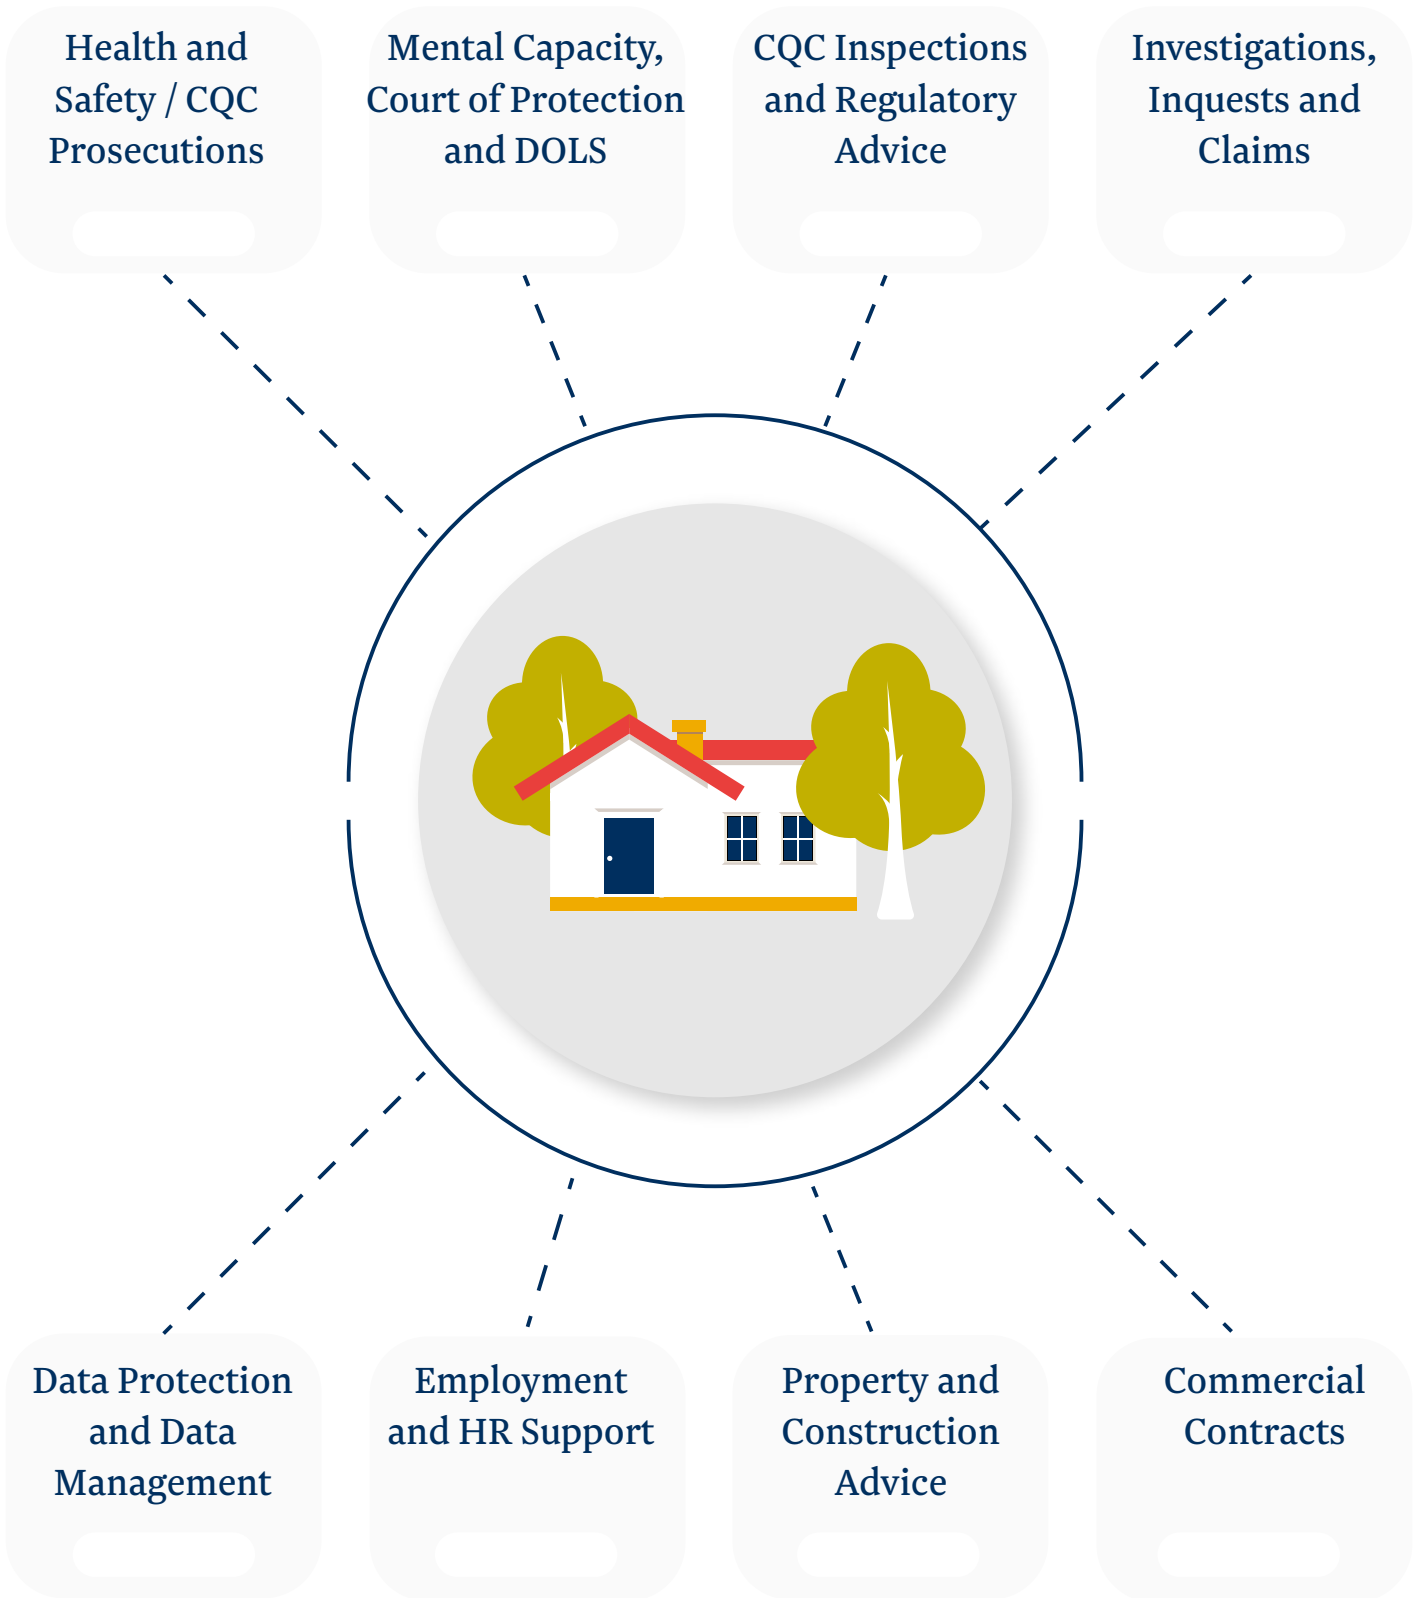 Health and
Safety / CQC
Prosecutions
Mental Capacity,
Court of Protection
and DOLS
CQC Inspections
and Regulatory
Advice
Investigations,
Inquests and
Claims
Data Protection
and Data
Management
Employment
and HR Support
Property and
Construction
Advice
Commercial
Contracts